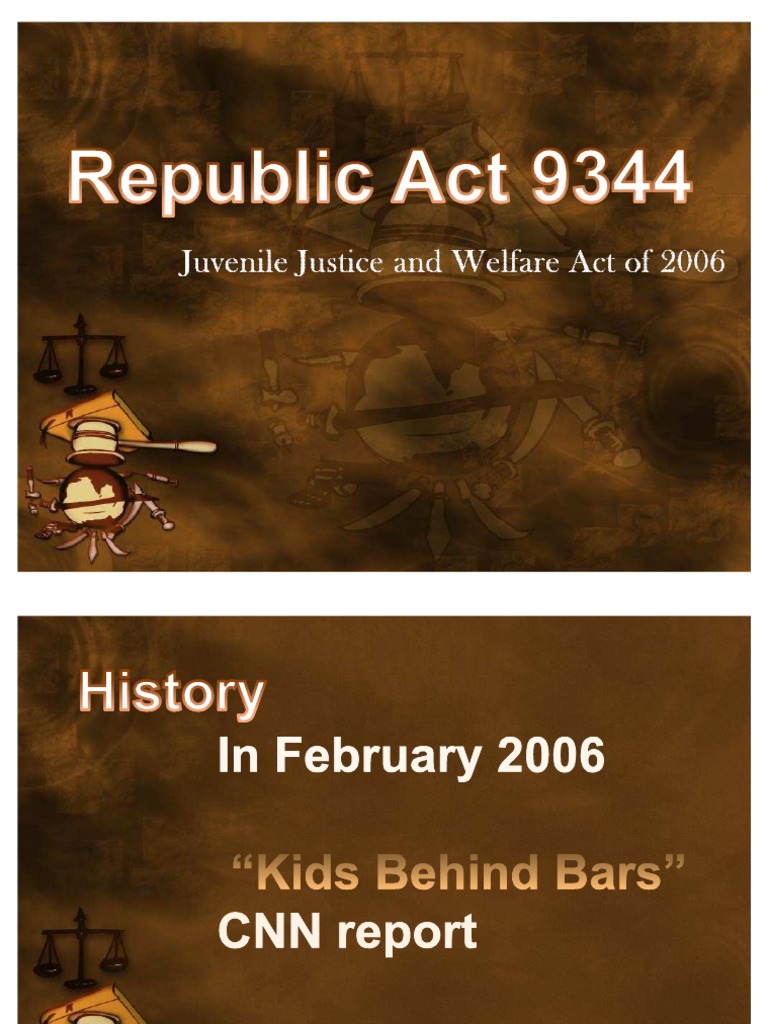 Republic Act 9344
Juvenile Justice and Welfare Act of 2006
History
In February 2006
“Kids Behind Bars”
CNN report